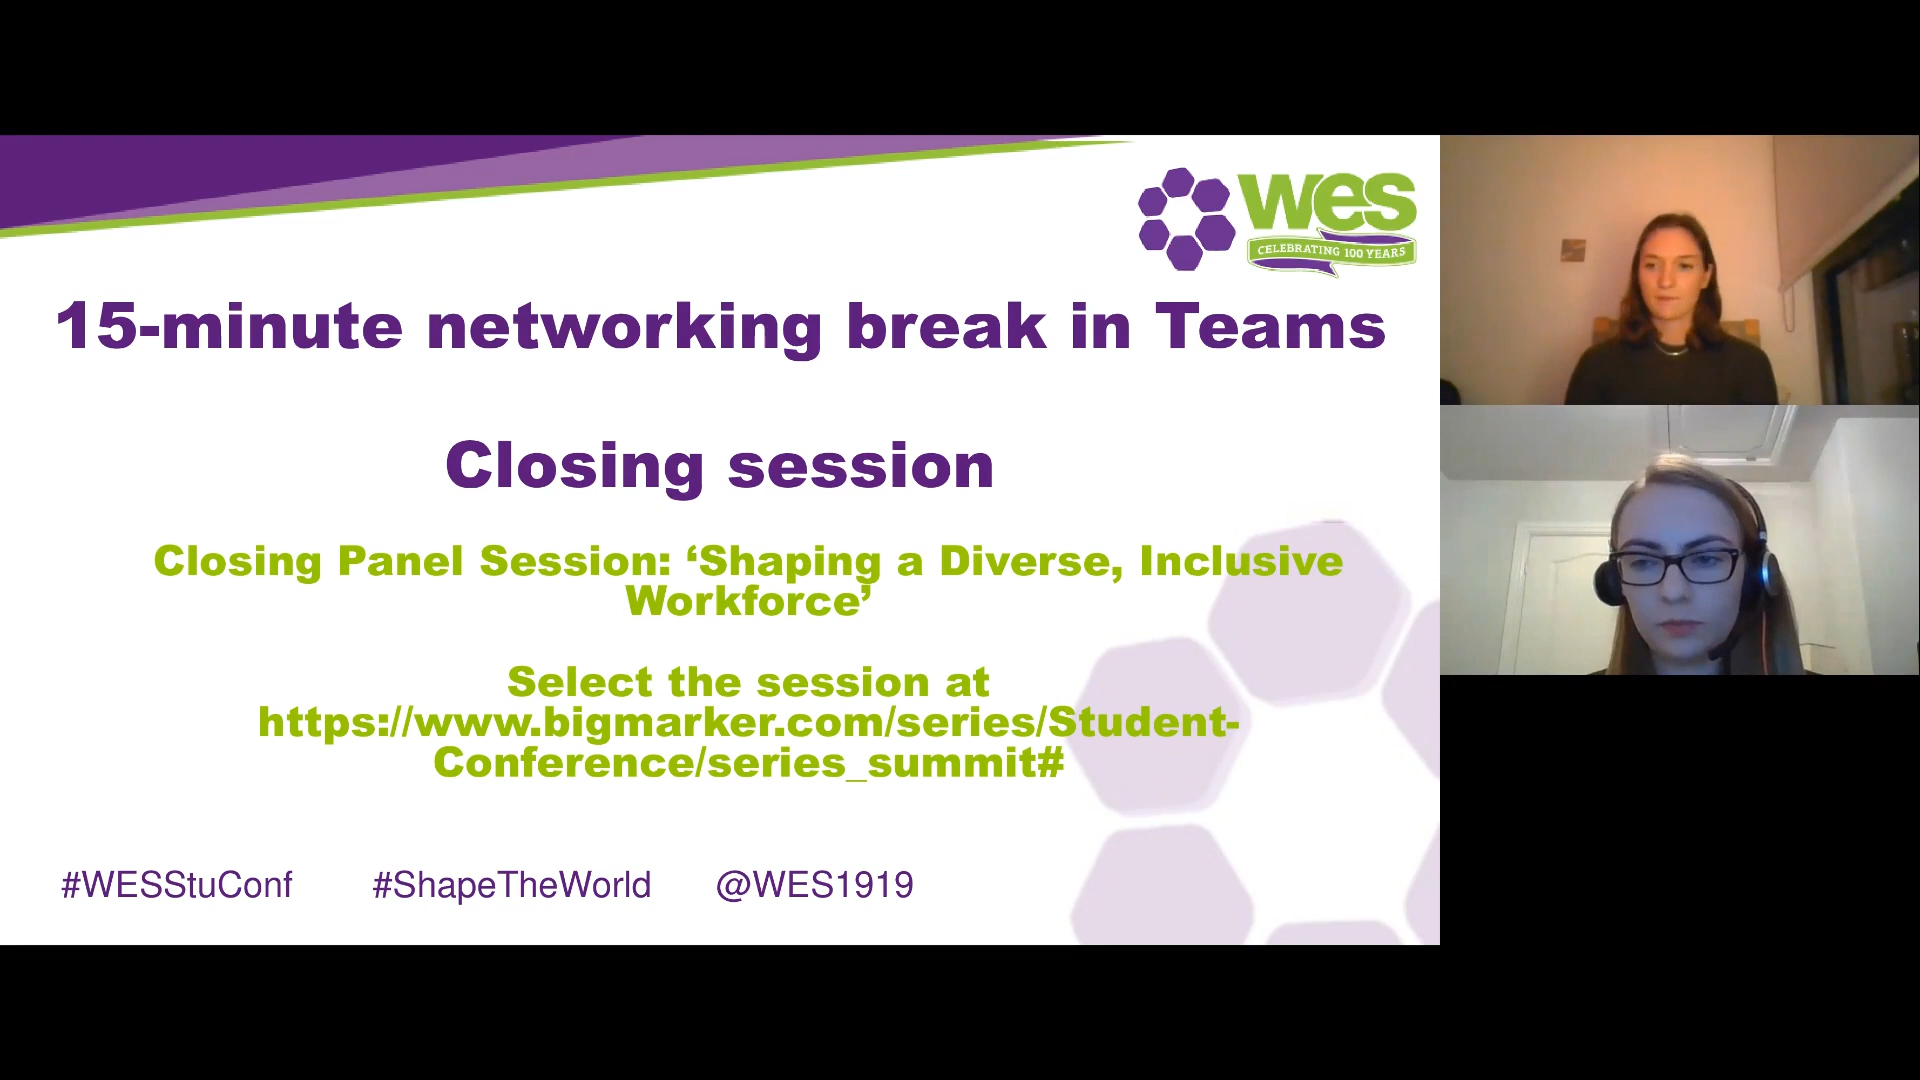 wes
CELEBRATING 100 YEARS
15-minute networking break in Teams
Closing session
Closing Panel Session: ‘Shaping a Diverse, Inclusive
Workforce’
Select the session at
https://www.bigmarker.com/series/Student-
Conference/series_summit#
#WESStuConf #ShapeTheWorld @WES1919